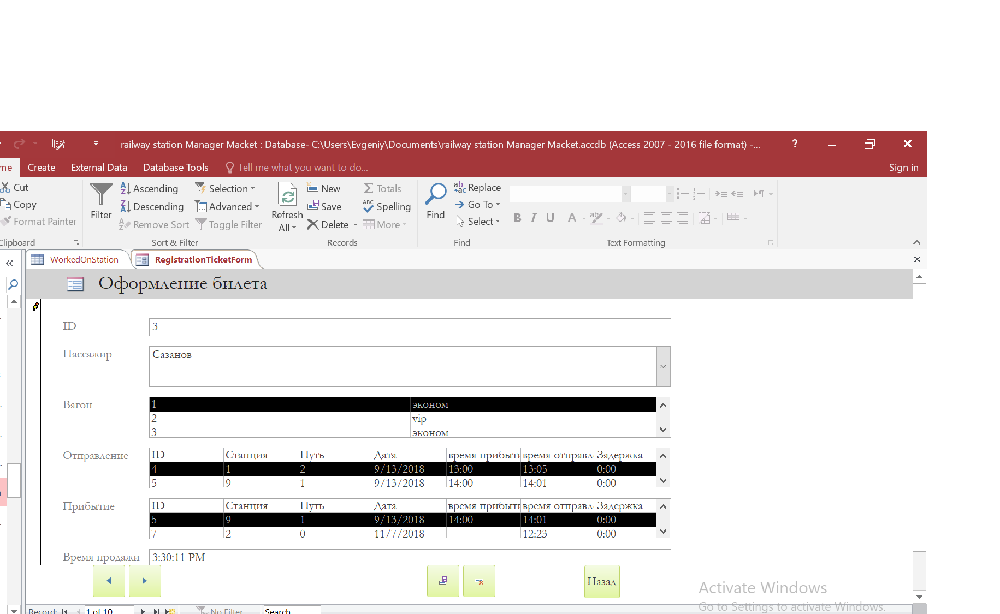 railway station Manager Macket : Database- C:\Users\Evgeniy\Documents\railway station Manager Macket.accdb (Access 2007 - 2016 file format) -...
?
me Create External Data Database Tools Tell me what you want to do... Sign in
Cut
Copy
Format Painter
Clipboard
Filter
Ascending
Descending
Remove Sort
Selection
Advanced
Toggle Filter
Sort & Filter
Refresh
All
New
Save
Delete
Totals
Spelling
More
Records
Find
Replace
Go To
Select
Find
B I U A
Text Formatting
WorkedOnStation
RegistrationTicketForm
Оформление билета
ID 3
Пассажир Сазанов
Вагон
1 эконом
2 vip
3 эконом
Отправление
ID Станция Путь Дата время прибыти время отправле Задержка
4 1 2 9/13/2018 13:00 13:05 0:00
5 9 1 9/13/2018 14:00 14:01 0:00
Прибытие
ID Станция Путь Дата время прибыти время отправле Задержка
5 9 1 9/13/2018 14:00 14:01 0:00
7 2 0 11/7/2018 12:23 0:00
Время продажи 3:30:11 PM
Назад
Activate Windows
Go to Settings to activate Windows.
Record: 1 of 10 No Filter Search